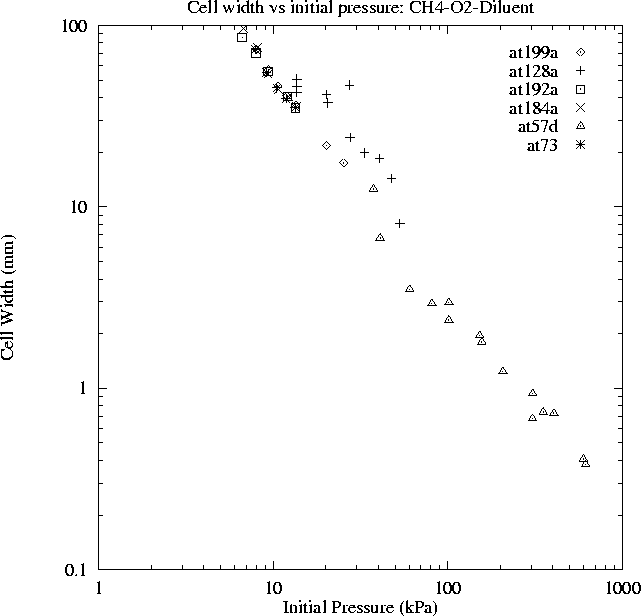 Cell width vs initial pressure: CH4-O2-Diluent
100
10
1
0.1
Cell Width (mm)
at199a
at128a
at192a
at184a
at57d
at73
1
10
100
1000
Initial Pressure (kPa)